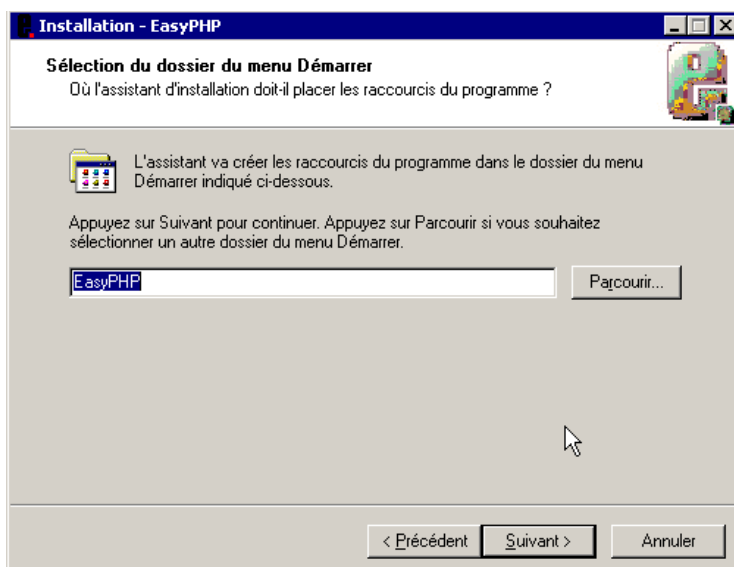 Installation - EasyPHP
Sélection du dossier du menu Démarrer
Où l'assistant d'installation doit-il placer les raccourcis du programme ?
L'assistant va créer les raccourcis du programme dans le dossier du menu
Démarrer indiqué ci-dessous.
Appuyez sur Suivant pour continuer. Appuyez sur Parcourir si vous souhaitez
sélectionner un autre dossier du menu Démarrer.
EasyPHP
Parcourir...
< Précédent
Suivant >
Annuler